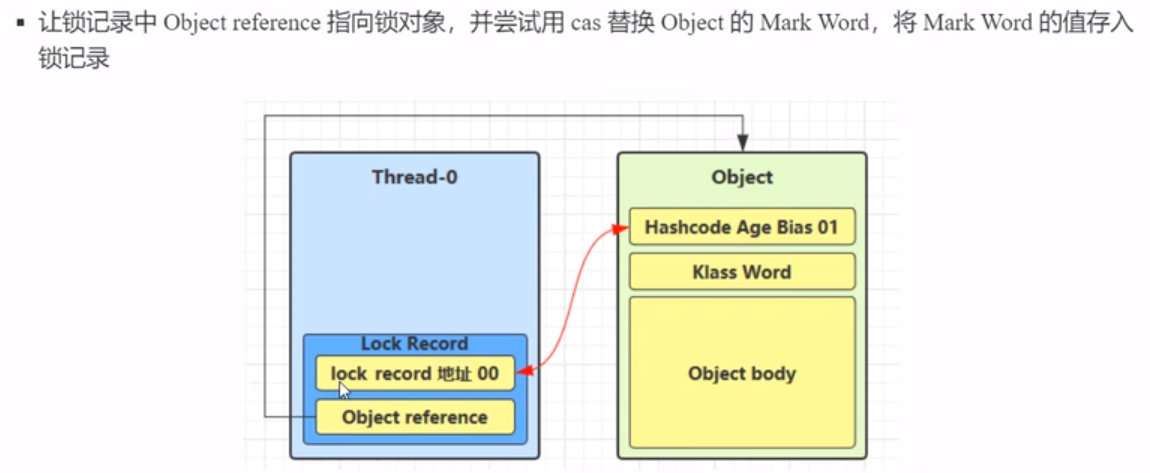 ▪ 让锁记录中 Object reference 指向锁对象，并尝试用 cas 替换 Object 的 Mark Word，将 Mark Word 的值存入
锁记录
Thread-0
Object
Hashcode Age Bias 01
Klass Word
Lock Record
lock record 地址 00
Object body
Object reference